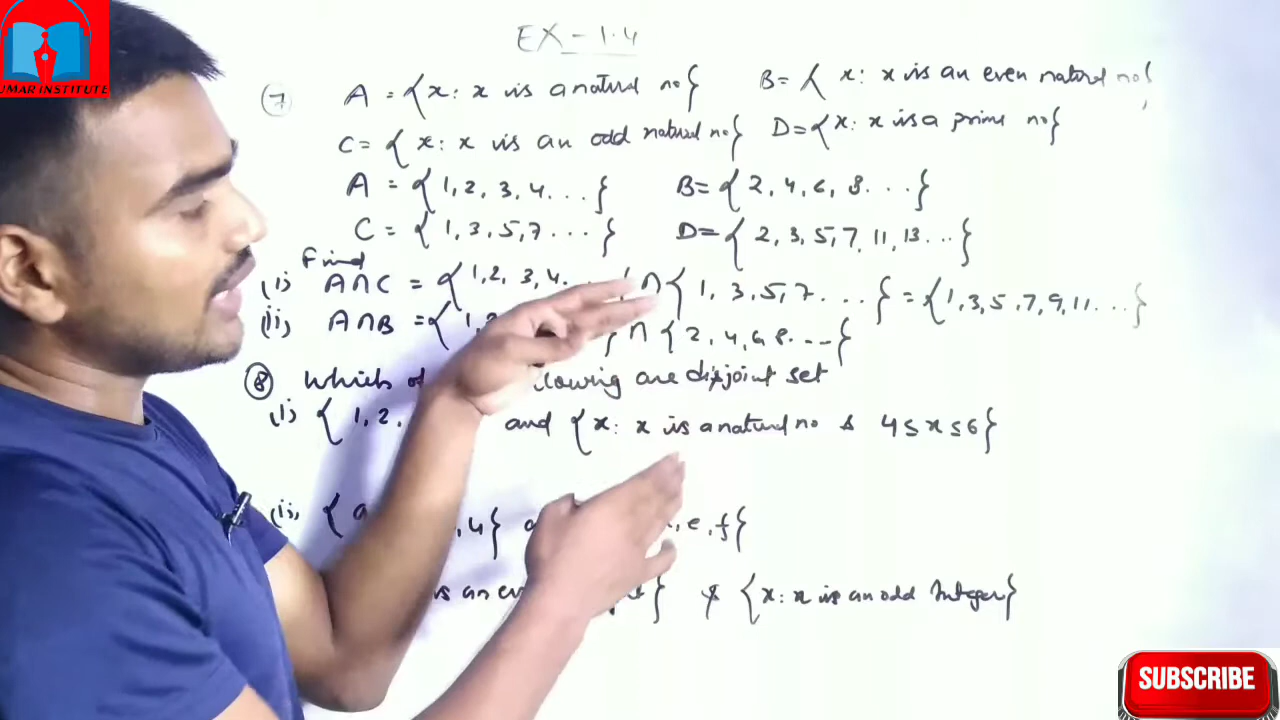 UMAR INSTITUTE
EX-1.4
(7) A = {x: x is a natural no} B = { x: x is an even natural no}
C = { x: x is an odd natural no} D = {x: x is a prime no}
A = {1, 2, 3, 4 . . . } B = { 2, 4, 6, 8 . . . }
C = { 1, 3, 5, 7 . . . } D = { 2, 3, 5, 7, 11, 13 . . . }
Find
(i) A∩C = { 1, 2, 3, 4 . . ∩ { 1, 3, 5, 7 . . . } = {1, 3, 5, 7, 9, 11 . . . }
(ii) A∩B = { 1, } ∩ { 2, 4, 6, 8 . . . }
(8) Which of are disjoint set
(i) { 1, 2, and {x: x is a natural no & 4 ≤ x ≤ 6}
(ii) { , 4} , e, f}
is an } & {x: x is an odd Integer}
SUBSCRIBE